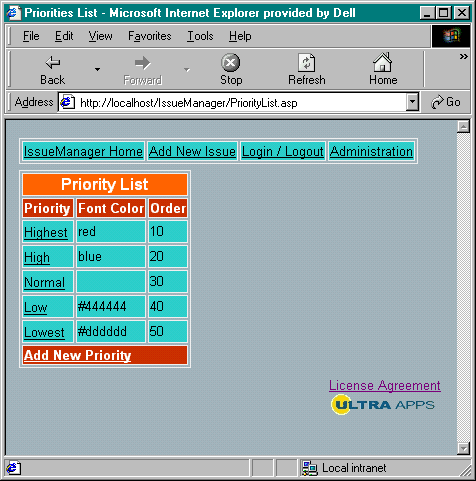 Priorities List - Microsoft Internet Explorer provided by Dell
File Edit View Favorites Tools Help
Back Forward Stop Refresh Home
Address http://localhost/IssueManager/PriorityList.asp Go
IssueManager Home Add New Issue Login / Logout Administration
Priority List
Priority Font Color Order
Highest red 10
High blue 20
Normal 30
Low #444444 40
Lowest #dddddd 50
Add New Priority
License Agreement
ULTRA APPS
Local intranet